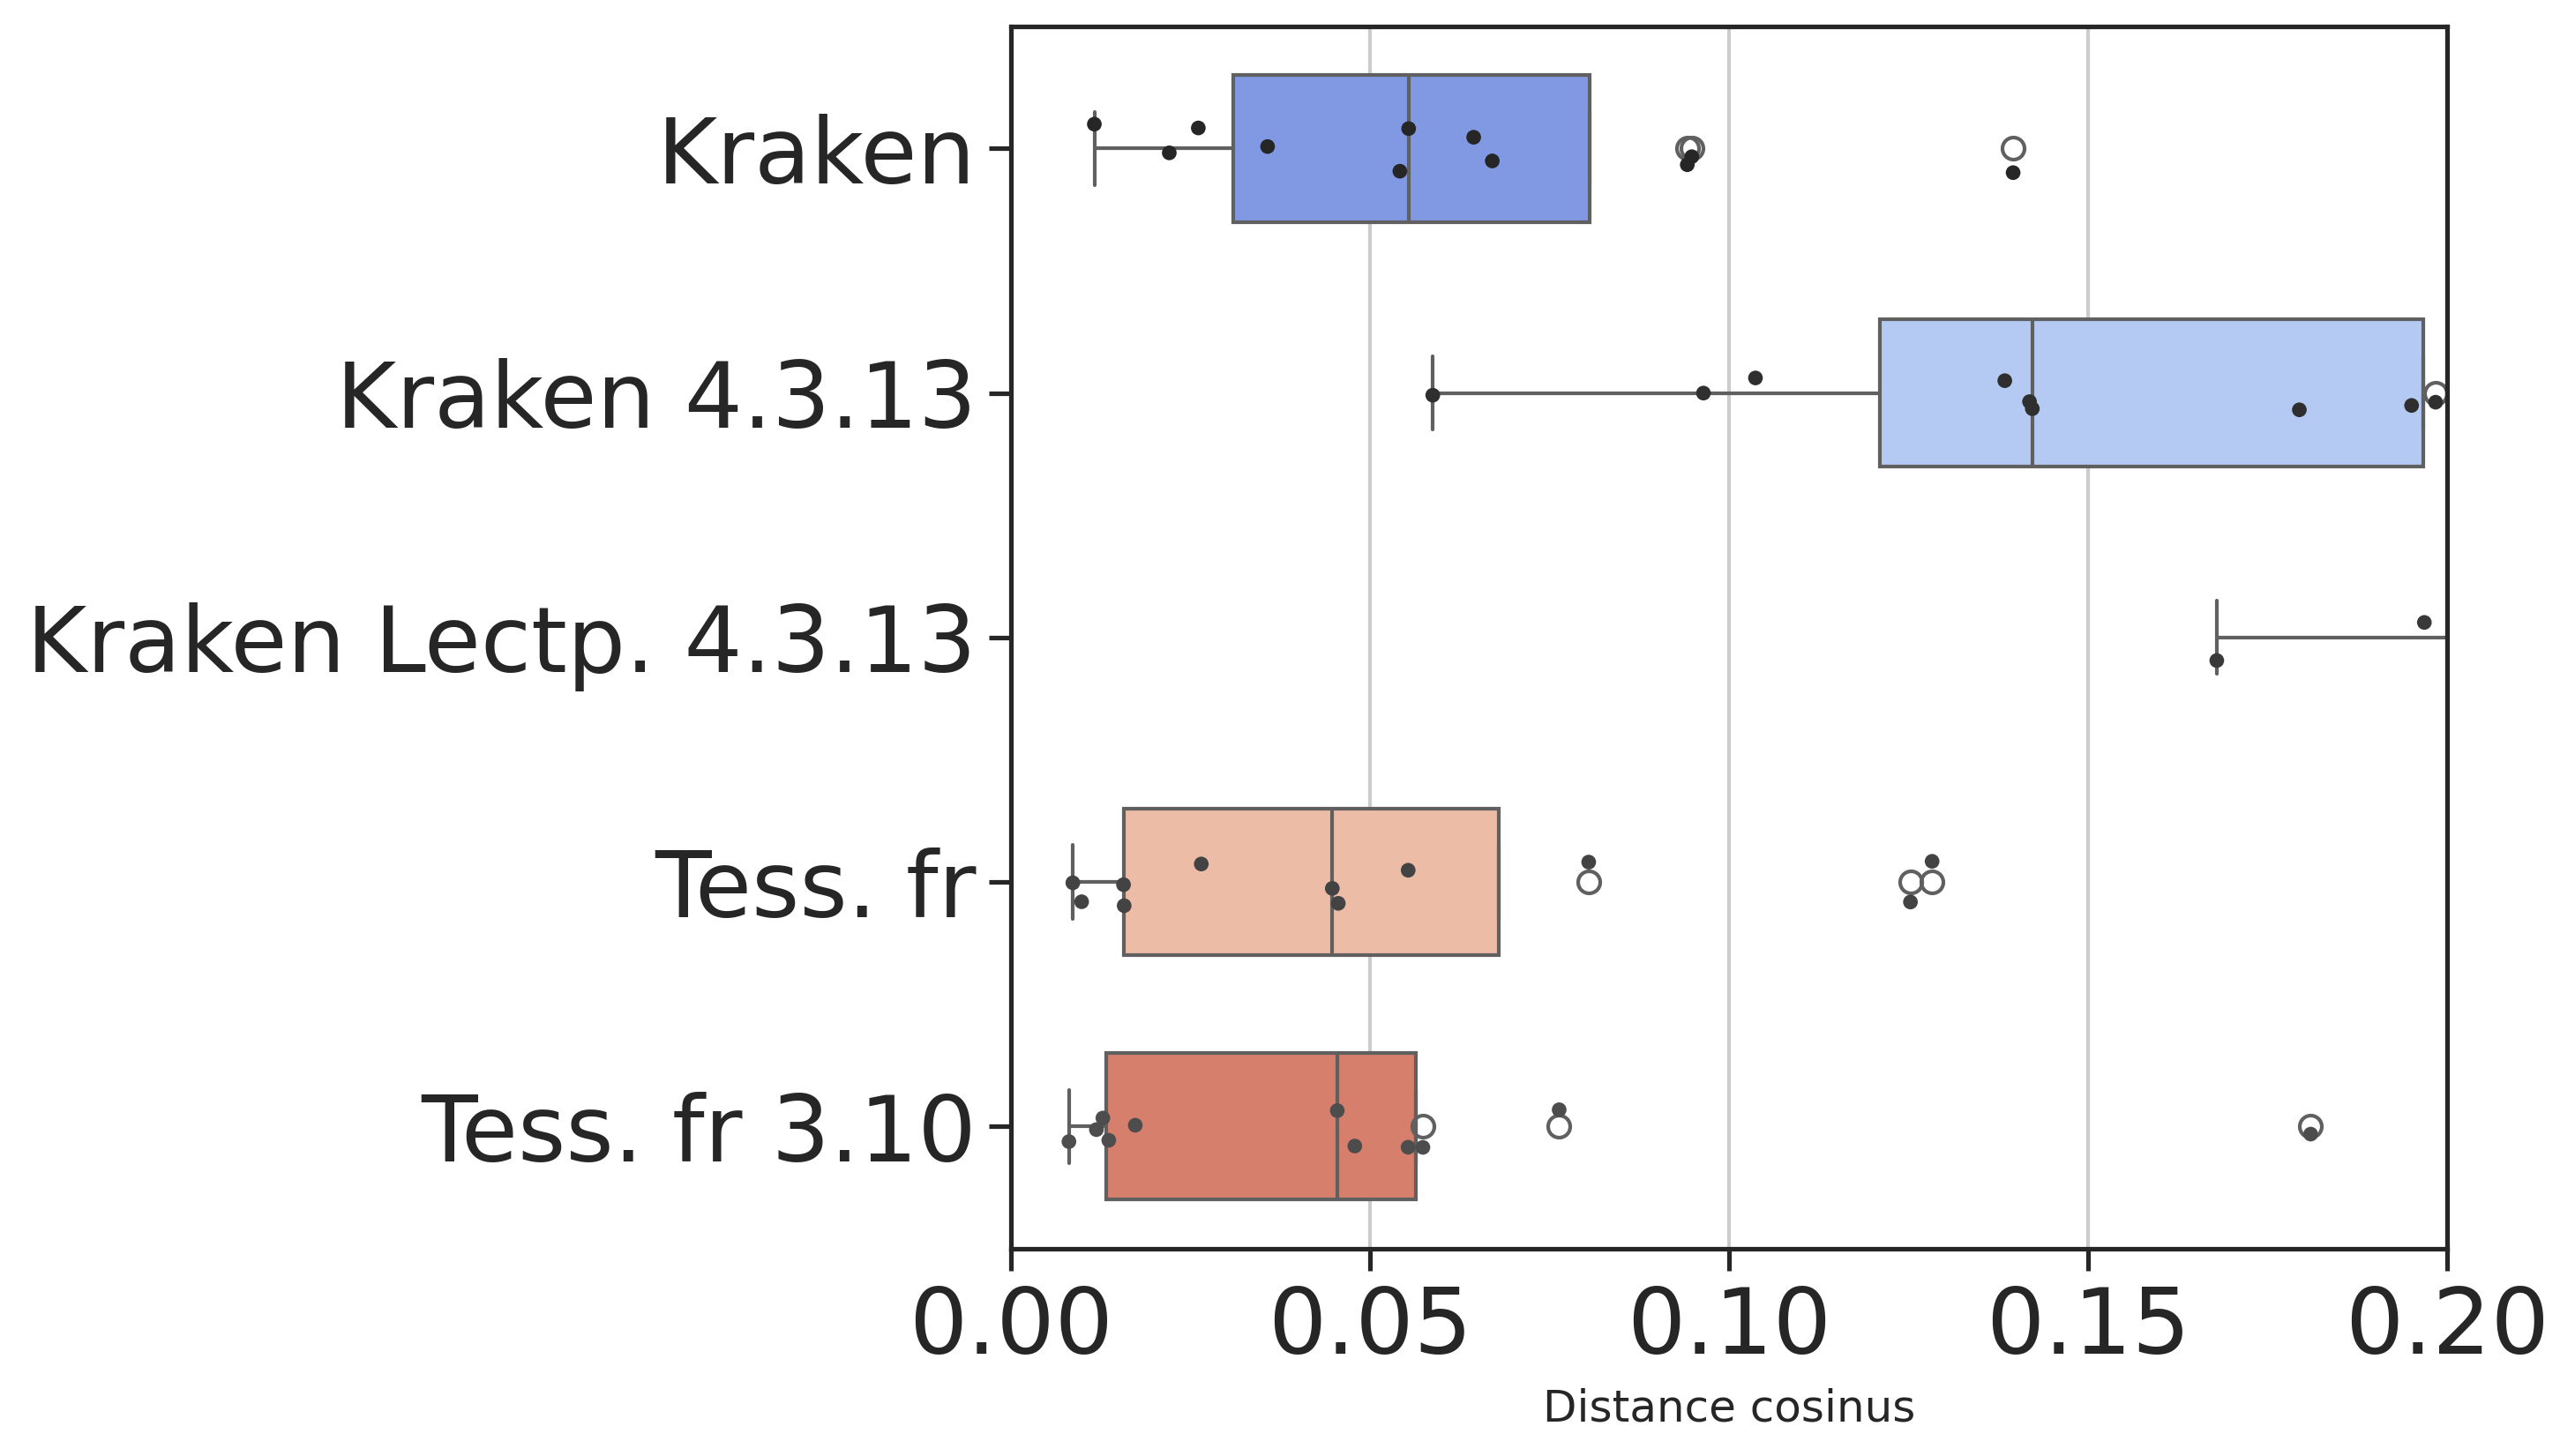 Kraken
Kraken 4.3.13
Kraken Lectp. 4.3.13
Tess. fr
Tess. fr 3.10
0.00 0.05 0.10 0.15 0.20
Distance cosinus